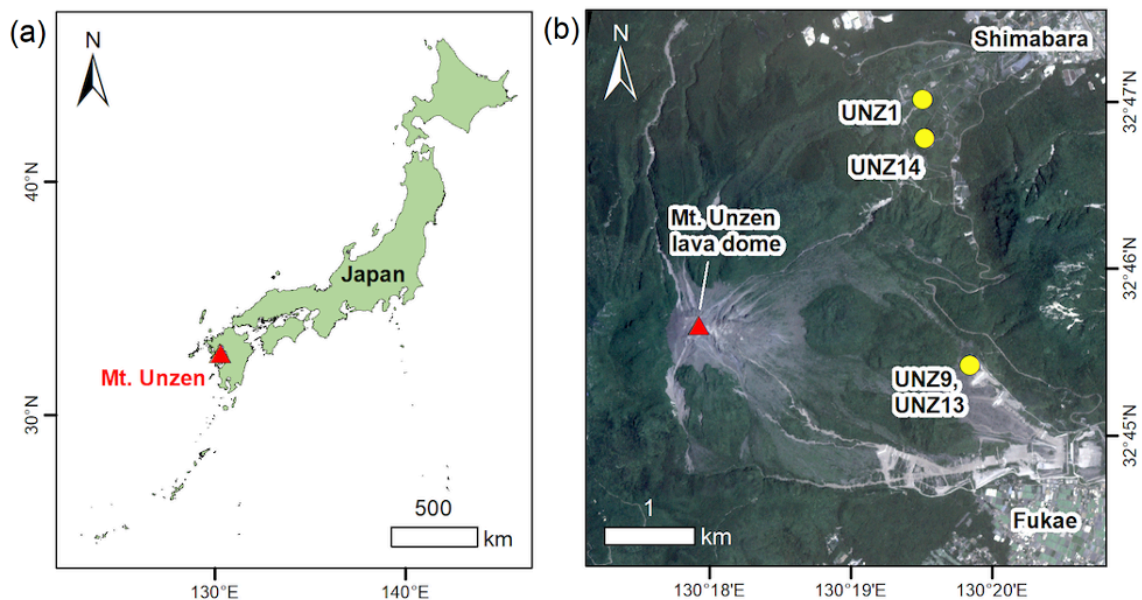 (a)
N
40°N
30°N
Japan
Mt. Unzen
500
km
130°E
140°E
(b)
N
Shimabara
UNZ1
UNZ14
Mt. Unzen
lava dome
UNZ9,
UNZ13
Fukae
1
km
32°47'N
32°46'N
32°45'N
130°18'E
130°19'E
130°20'E